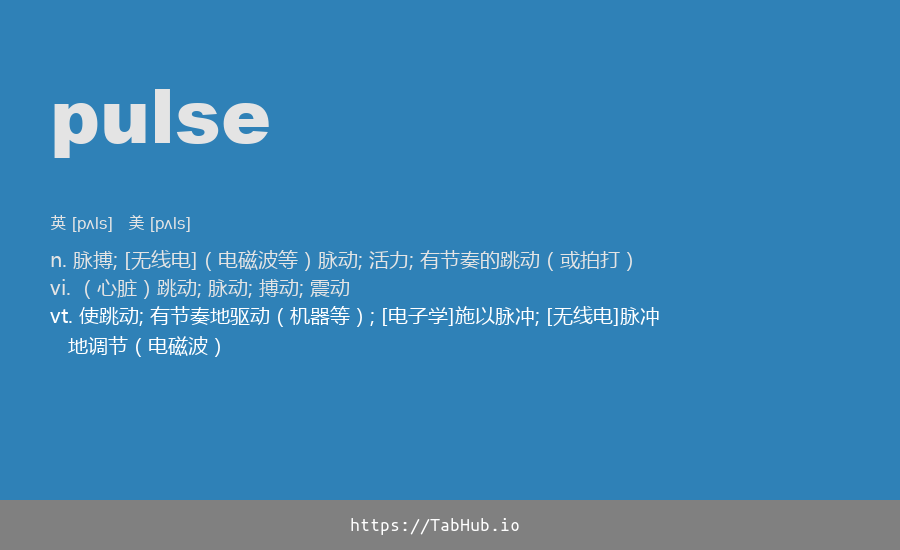 pulse
英 [pʌls] 美 [pʌls]
n. 脉搏; [无线电]（电磁波等）脉动; 活力; 有节奏的跳动（或拍打）
vi. （心脏）跳动; 脉动; 搏动; 震动
vt. 使跳动; 有节奏地驱动（机器等）; [电子学]施以脉冲; [无线电]脉冲
地调节（电磁波）
https://TabHub.io